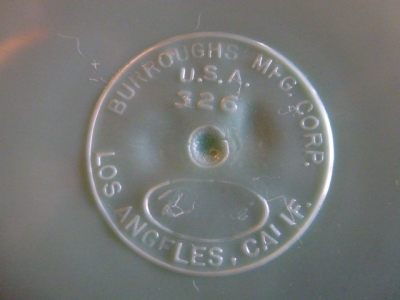 BURROUGHS MFG. CORP.
U.S.A.
326
LOS ANGELES, CALIF.